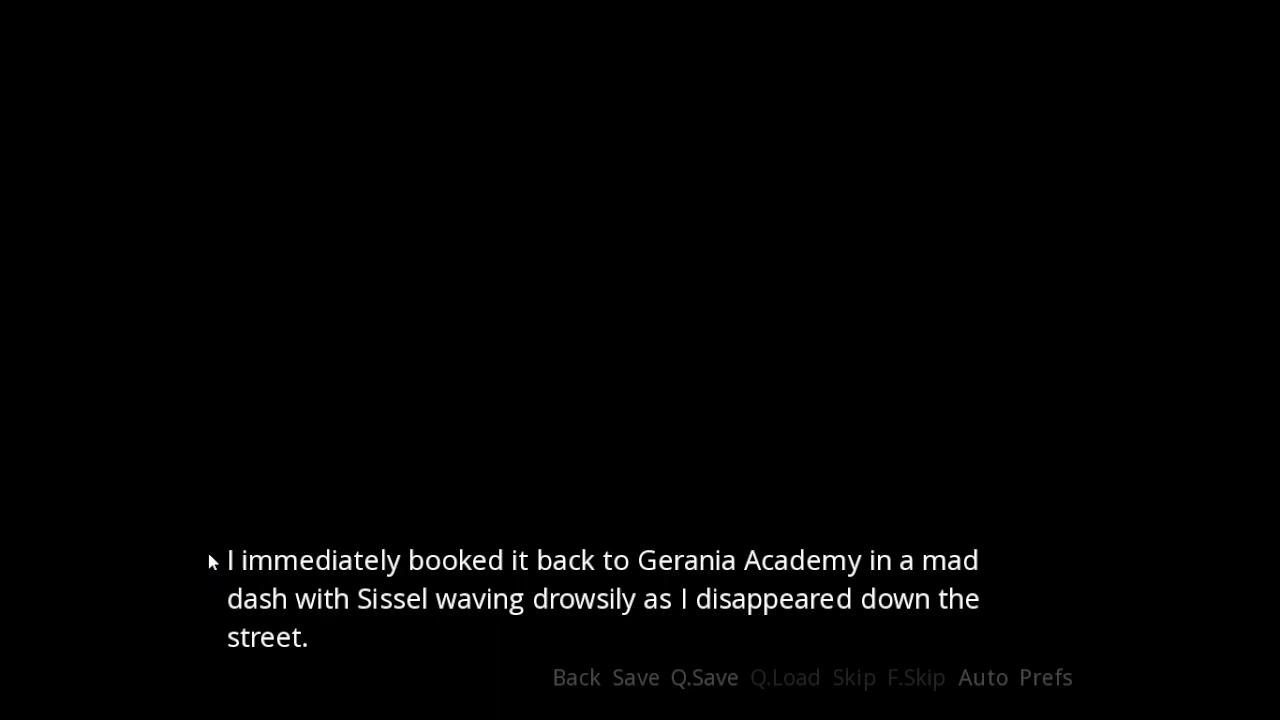 I immediately booked it back to Gerania Academy in a mad
dash with Sissel waving drowsily as I disappeared down the
street.
Back Save Q.Save Q.Load Skip F.Skip Auto Prefs